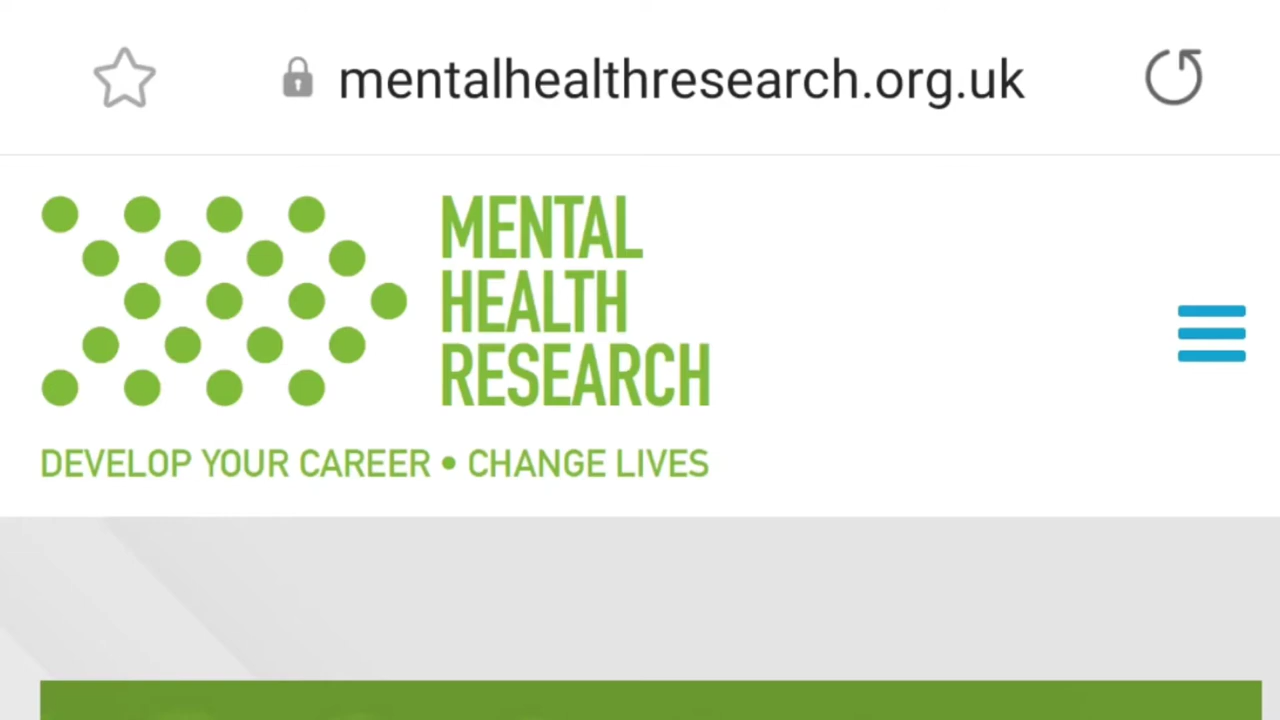 mentalhealthresearch.org.uk
MENTAL
HEALTH
RESEARCH
DEVELOP YOUR CAREER • CHANGE LIVES